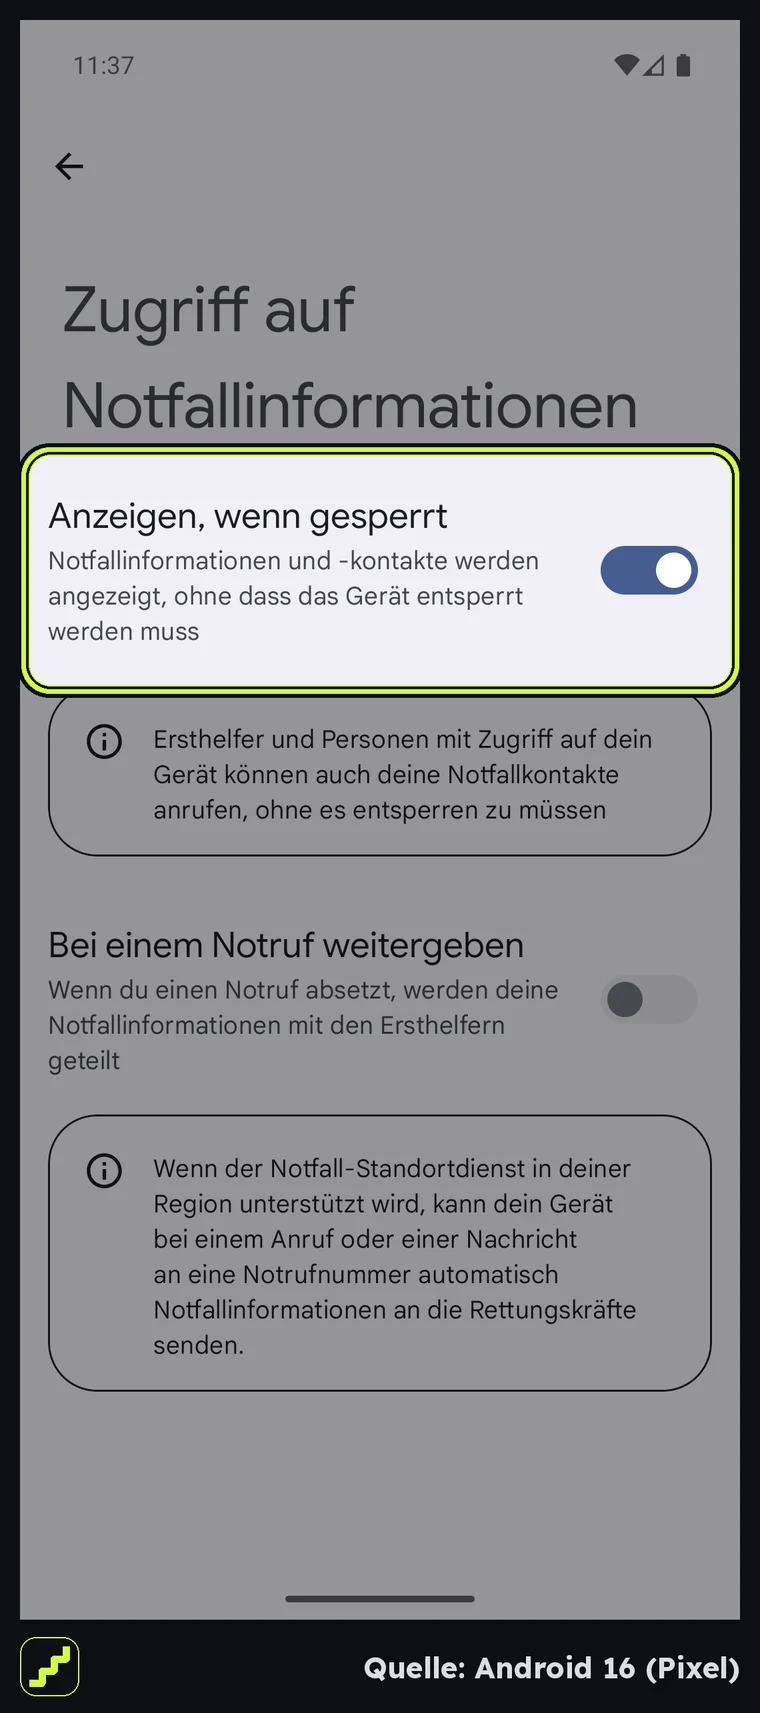 11:37
Zugriff auf
Notfallinformationen
Anzeigen, wenn gesperrt
Notfallinformationen und -kontakte werden
angezeigt, ohne dass das Gerät entsperrt
werden muss
Ersthelfer und Personen mit Zugriff auf dein
Gerät können auch deine Notfallkontakte
anrufen, ohne es entsperren zu müssen
Bei einem Notruf weitergeben
Wenn du einen Notruf absetzt, werden deine
Notfallinformationen mit den Ersthelfern
geteilt
Wenn der Notfall-Standortdienst in deiner
Region unterstützt wird, kann dein Gerät
bei einem Anruf oder einer Nachricht
an eine Notrufnummer automatisch
Notfallinformationen an die Rettungskräfte
senden.
Quelle: Android 16 (Pixel)